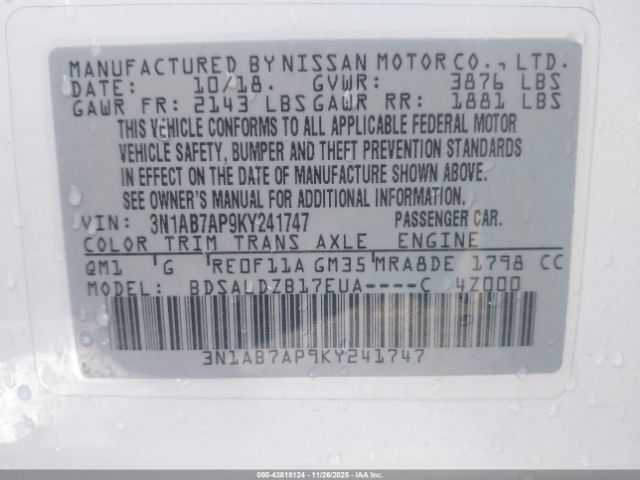 MANUFACTURED BY NISSAN MOTOR CO., LTD.
DATE: 10/18. GVWR: 3876 LBS
GAWR FR: 2143 LBS GAWR RR: 1881 LBS
THIS VEHICLE CONFORMS TO ALL APPLICABLE FEDERAL MOTOR
VEHICLE SAFETY, BUMPER AND THEFT PREVENTION STANDARDS
IN EFFECT ON THE DATE OF MANUFACTURE SHOWN ABOVE.
SEE OWNER'S MANUAL FOR ADDITIONAL INFORMATION.
VIN: 3N1AB7AP9KY241747 PASSENGER CAR.
COLOR TRIM TRANS AXLE ENGINE
QM1 G RE0F11A GM35 MRA8DE 1798 CC
MODEL: BDSALDZB17EUA----C 4Z000
3N1AB7AP9KY241747
000-43818124 - 11/26/2025 - IAAI.CA